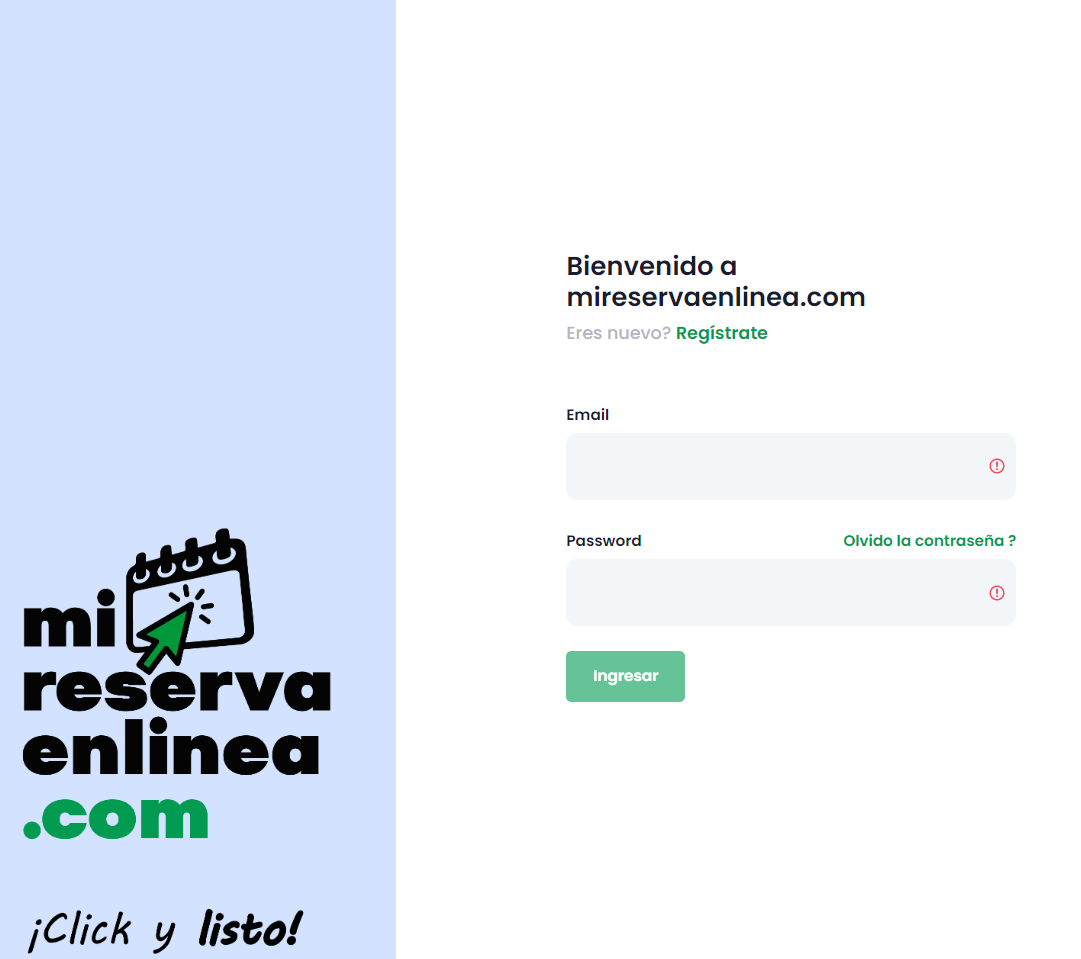 mi
reserva
enlinea
.com
¡Click y listo!
Bienvenido a
mireservaenlinea.com
Eres nuevo? Regístrate
Email
Password Olvido la contraseña ?
Ingresar